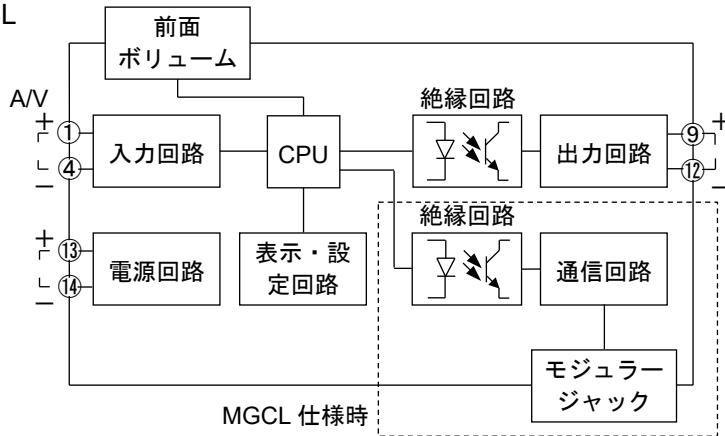 L
前面
ボリューム
A/V
+
①
④
−
入力回路
CPU
絶縁回路
出力回路
+
⑨
⑫
−
+
⑬
⑭
−
電源回路
表示・設
定回路
絶縁回路
通信回路
モジュラー
ジャック
MGCL 仕様時